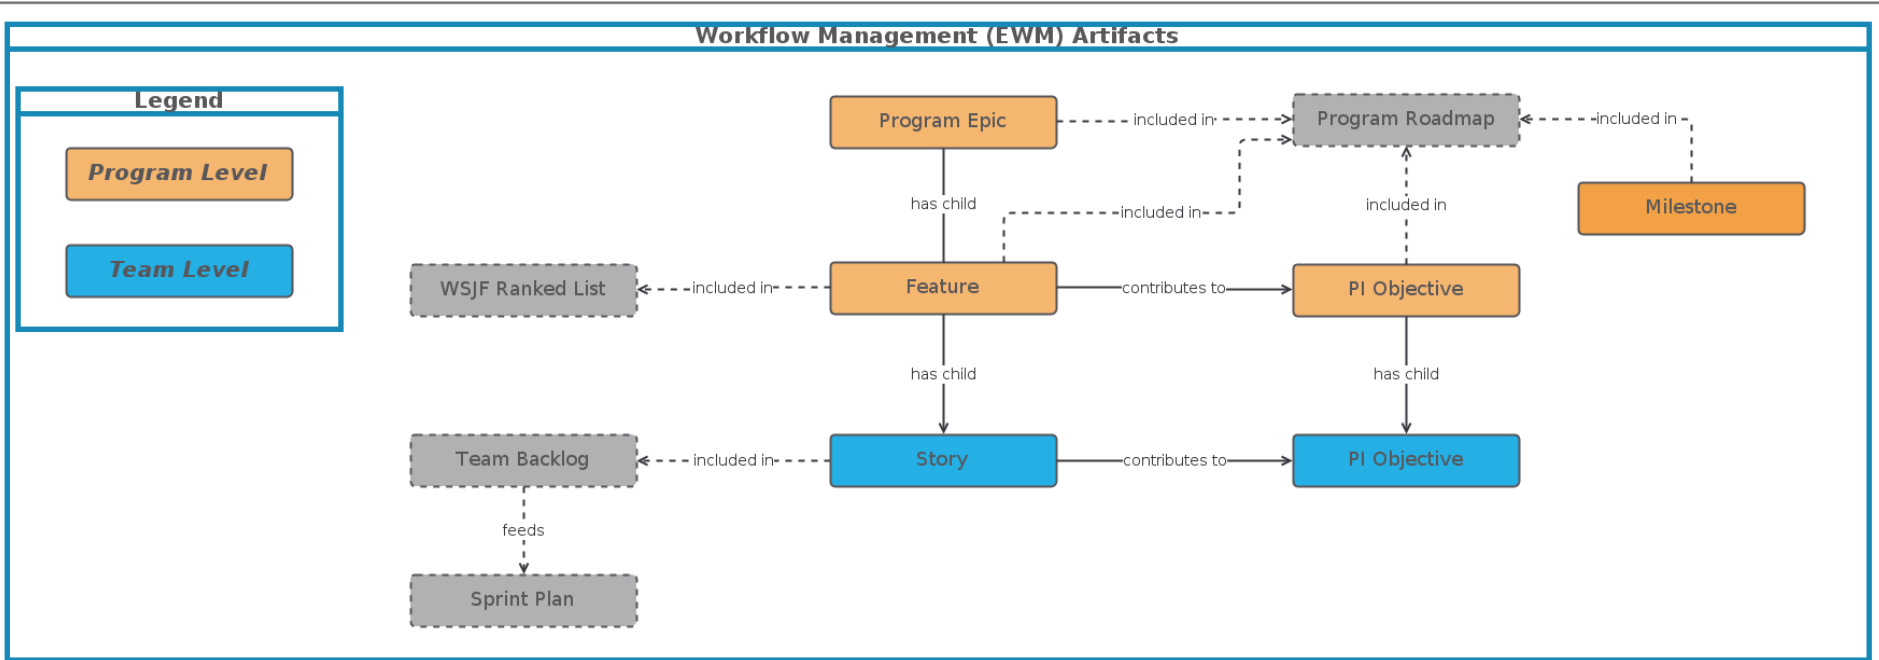 Workflow Management (EWM) Artifacts
Legend
Program Level
Team Level
Program Epic
included in
Program Roadmap
included in
Milestone
has child
included in
included in
WSJF Ranked List
included in
Feature
contributes to
PI Objective
has child
has child
Team Backlog
included in
Story
contributes to
PI Objective
feeds
Sprint Plan